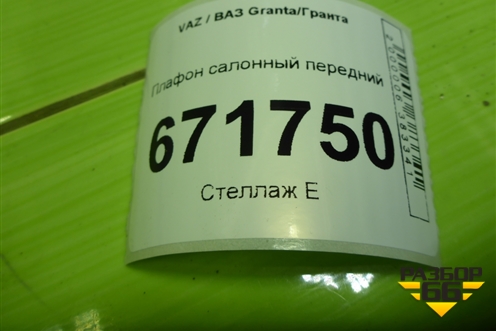 VAZ / ВАЗ Granta/Гранта
Плафон салонный передний
671750
Стеллаж E
РАЗБОР
66